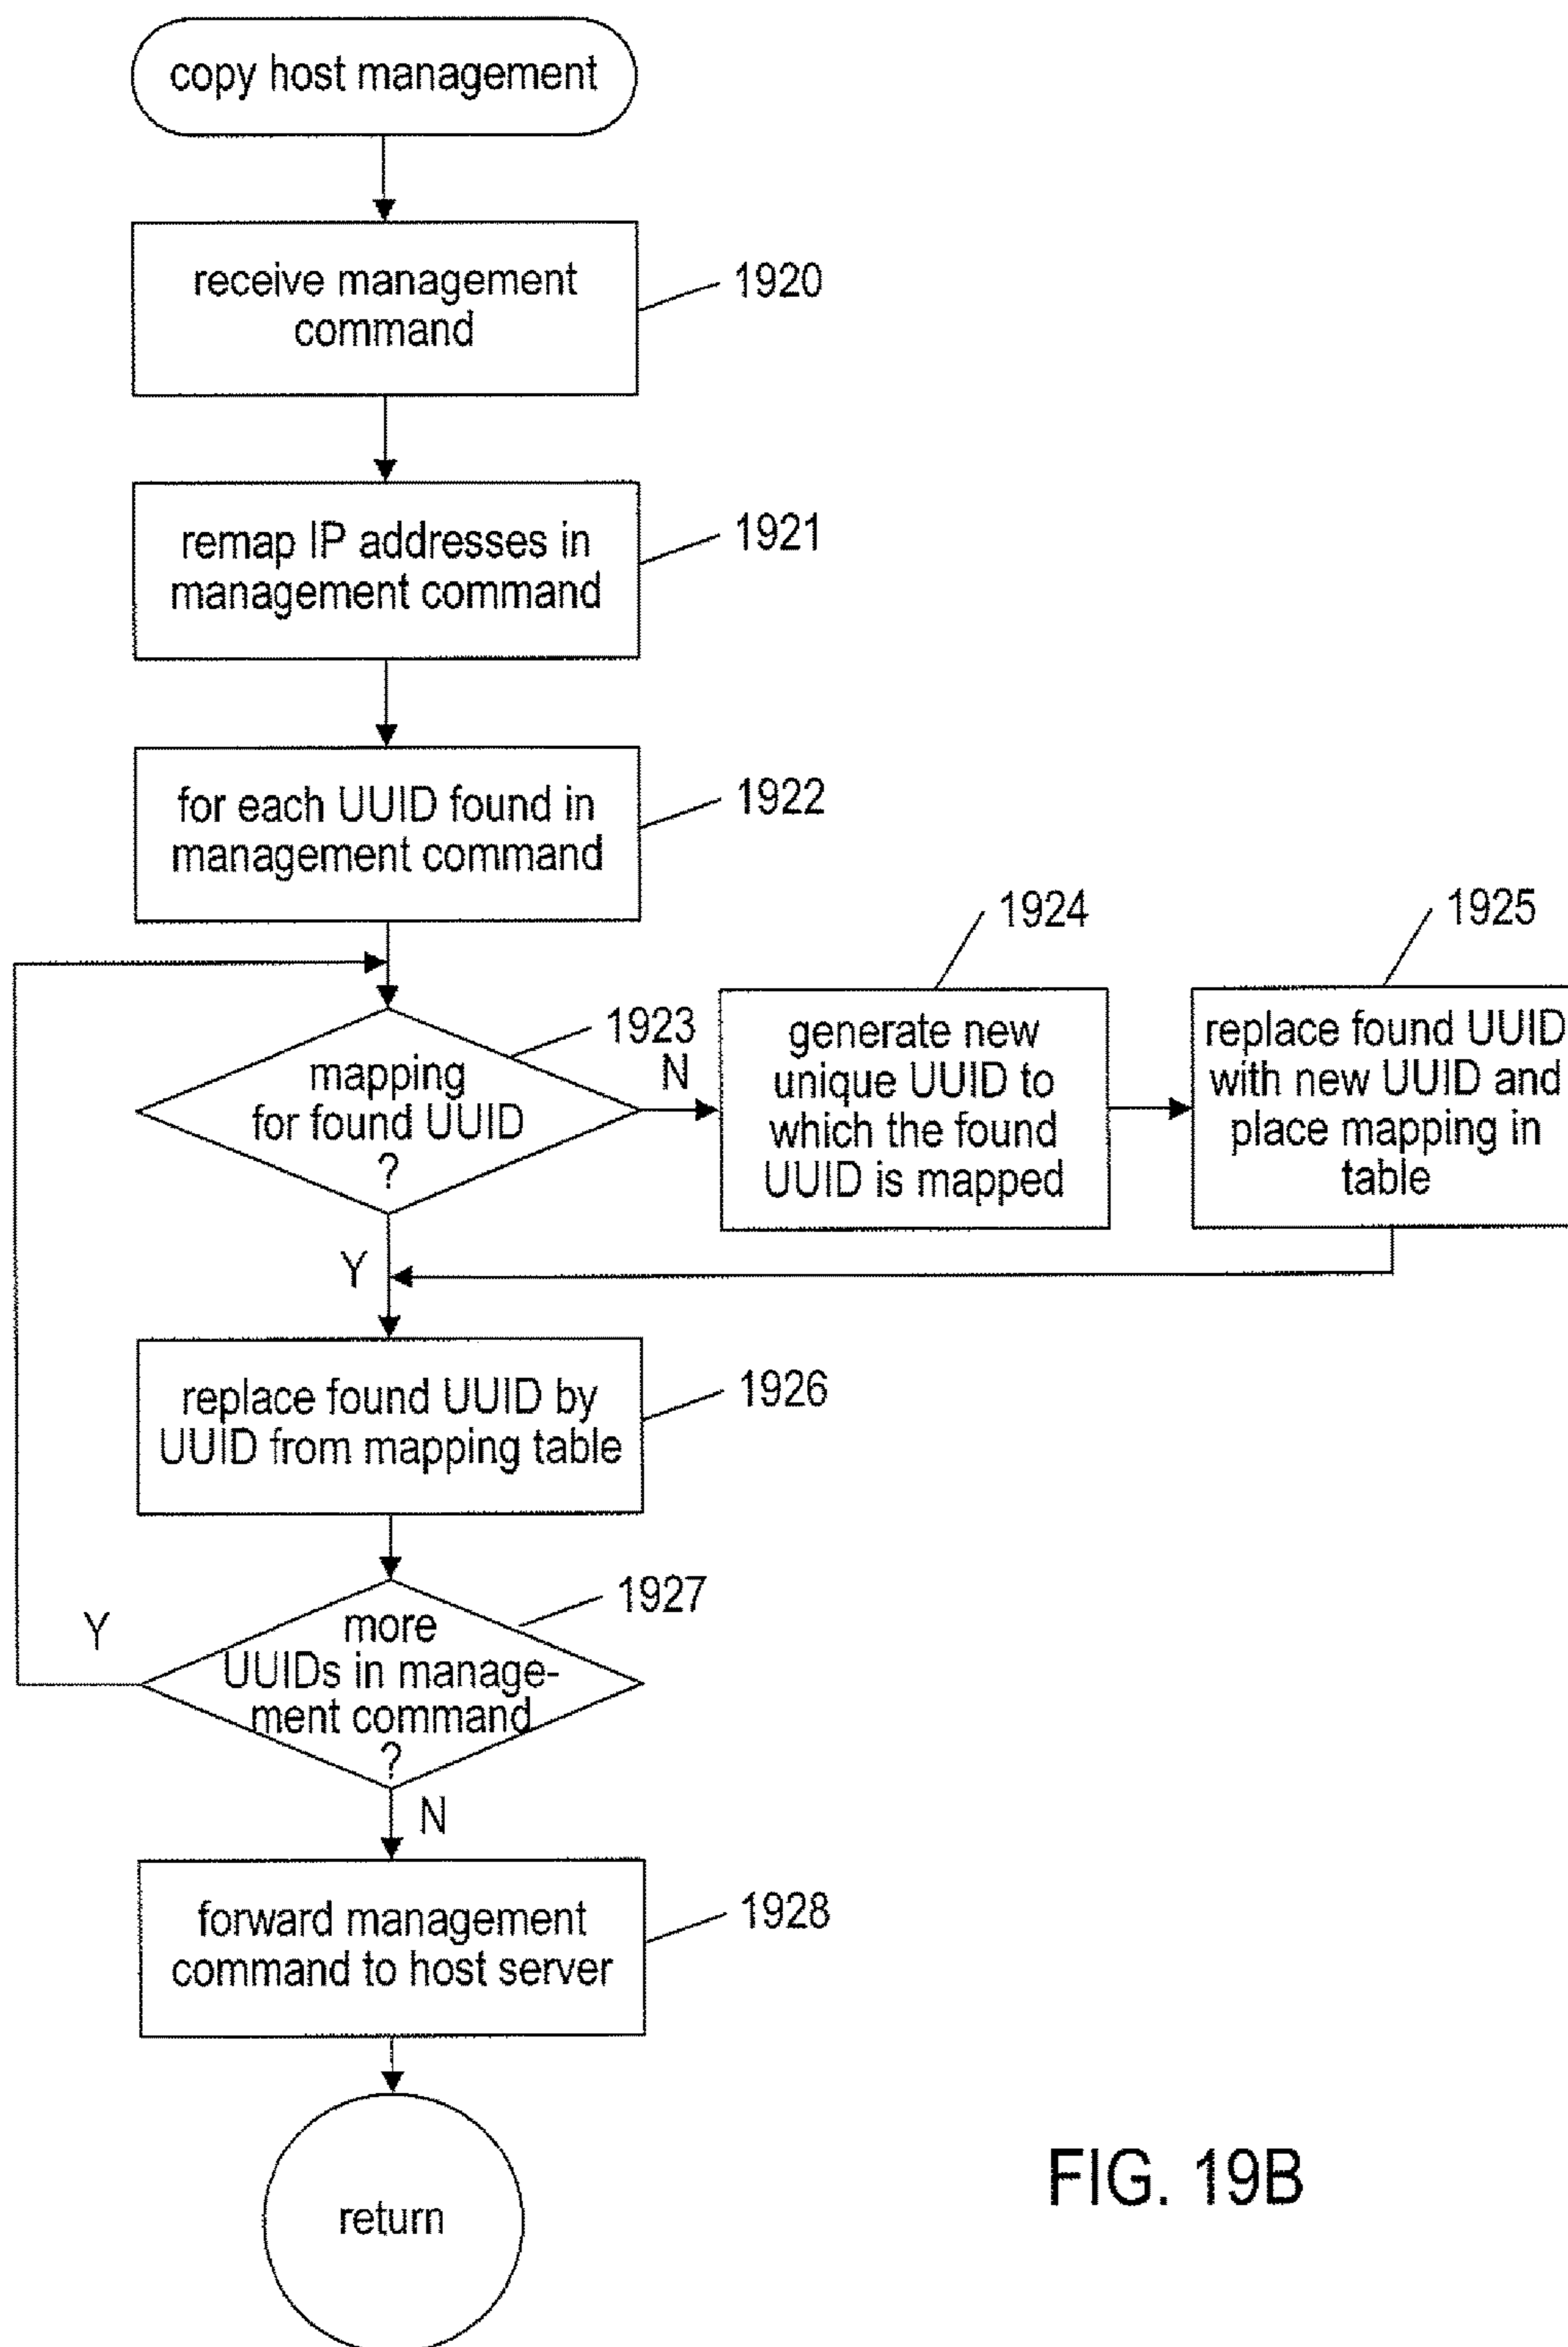 copy host management
receive management
command
1920
remap IP addresses in
management command
1921
for each UUID found in
management command
1922
1923
mapping
for found UUID
?
N
Y
1924
generate new
unique UUID to
which the found
UUID is mapped
1925
replace found UUID
with new UUID and
place mapping in
table
replace found UUID by
UUID from mapping table
1926
1927
more
UUIDs in manage-
ment command
?
Y
N
forward management
command to host server
1928
return
FIG. 19B